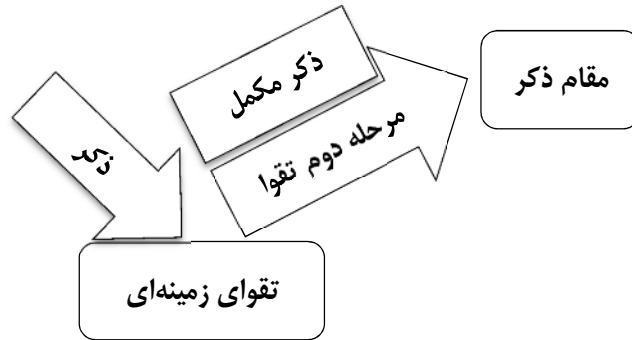 مقام ذکر
ذکر مکمل
مرحله دوم تقوا
ذکر
تقوای زمینه‌ای